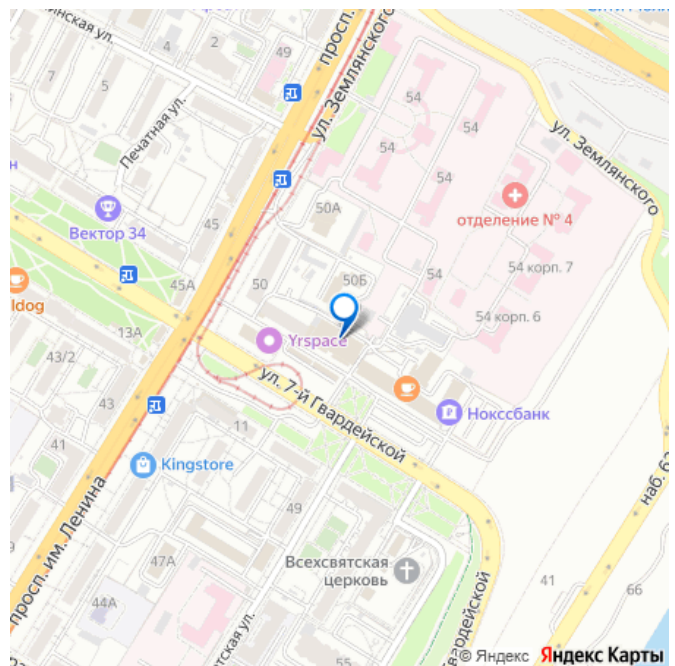 49
просп.
ул. Землянского
2
4
7
5
Печатная ул.
54
54
54
54
54
ул. Землянского
отделение № 4
50А
45
Вектор 34
45А
50
50Б
54 корп. 7
54 корп. 6
ldog
13А
43/2
43
41
Yrspace
ул. 7-й Гвардейской
Нокссбанк
11
Kingstore
просп. им. Ленина
49
47А
44А
Всехсвятская
церковь
41
66
55
© Яндекс
Яндекс Карты